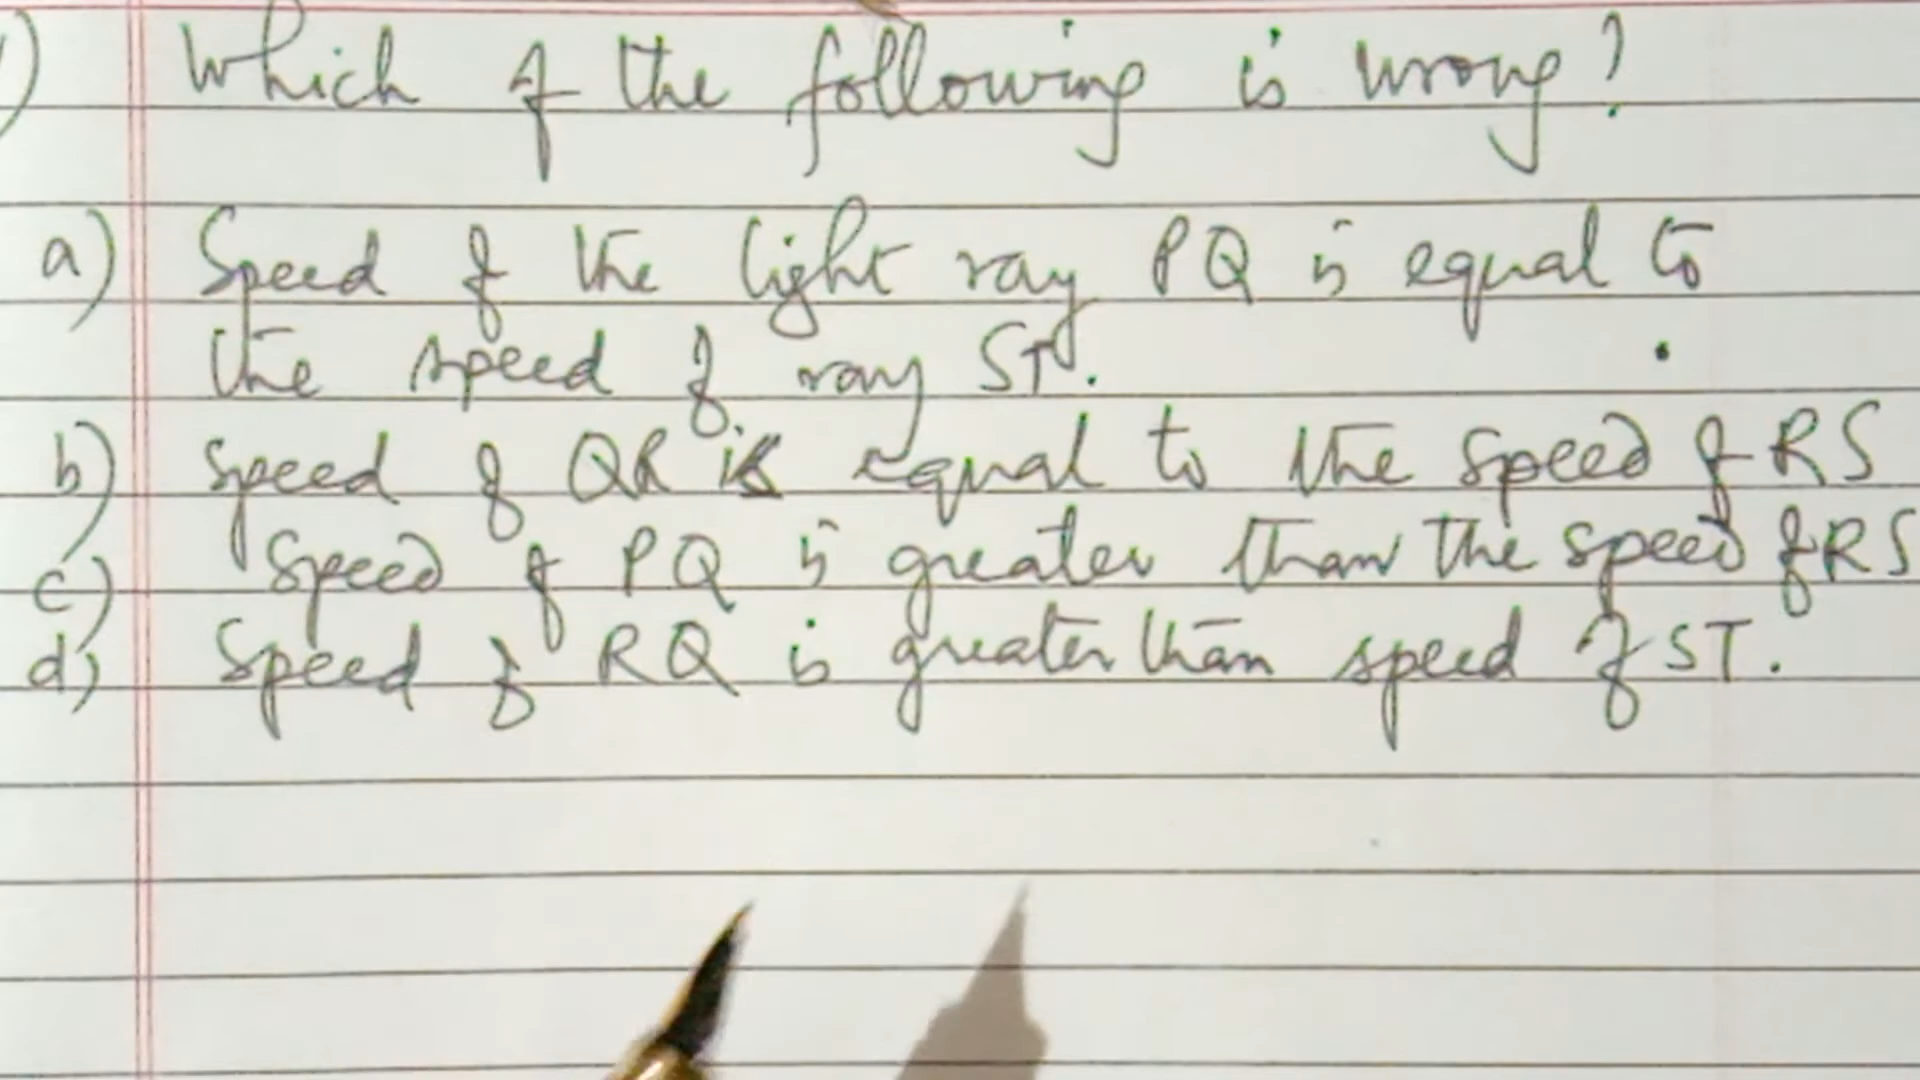 ) Which of the following is wrong?
a) Speed of the light ray PQ is equal to
the speed of ray ST.
b) Speed of QR is equal to the speed of RS
c) Speed of PQ is greater than the speed of RS
d) Speed of RQ is greater than speed of ST.